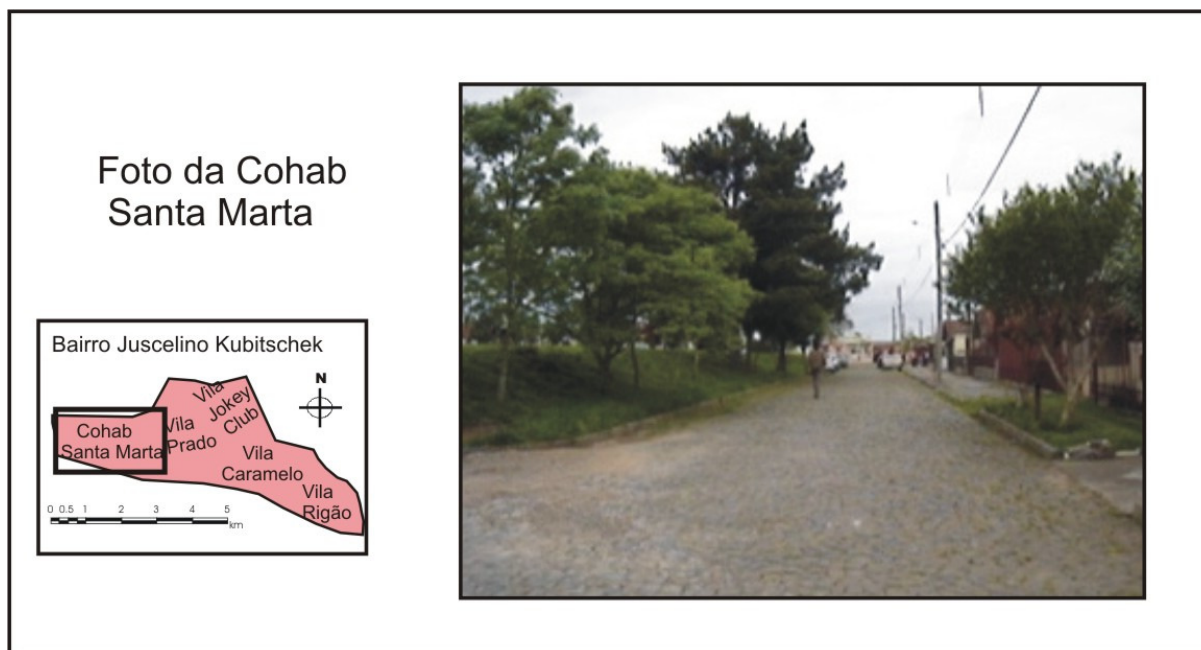 Foto da Cohab
Santa Marta
Bairro Juscelino Kubitschek
N
Vila
Jokey
Club
Vila
Prado
Cohab
Santa Marta
Vila
Caramelo
Vila
Rigão
0 0.5 1 2 3 4 5
km